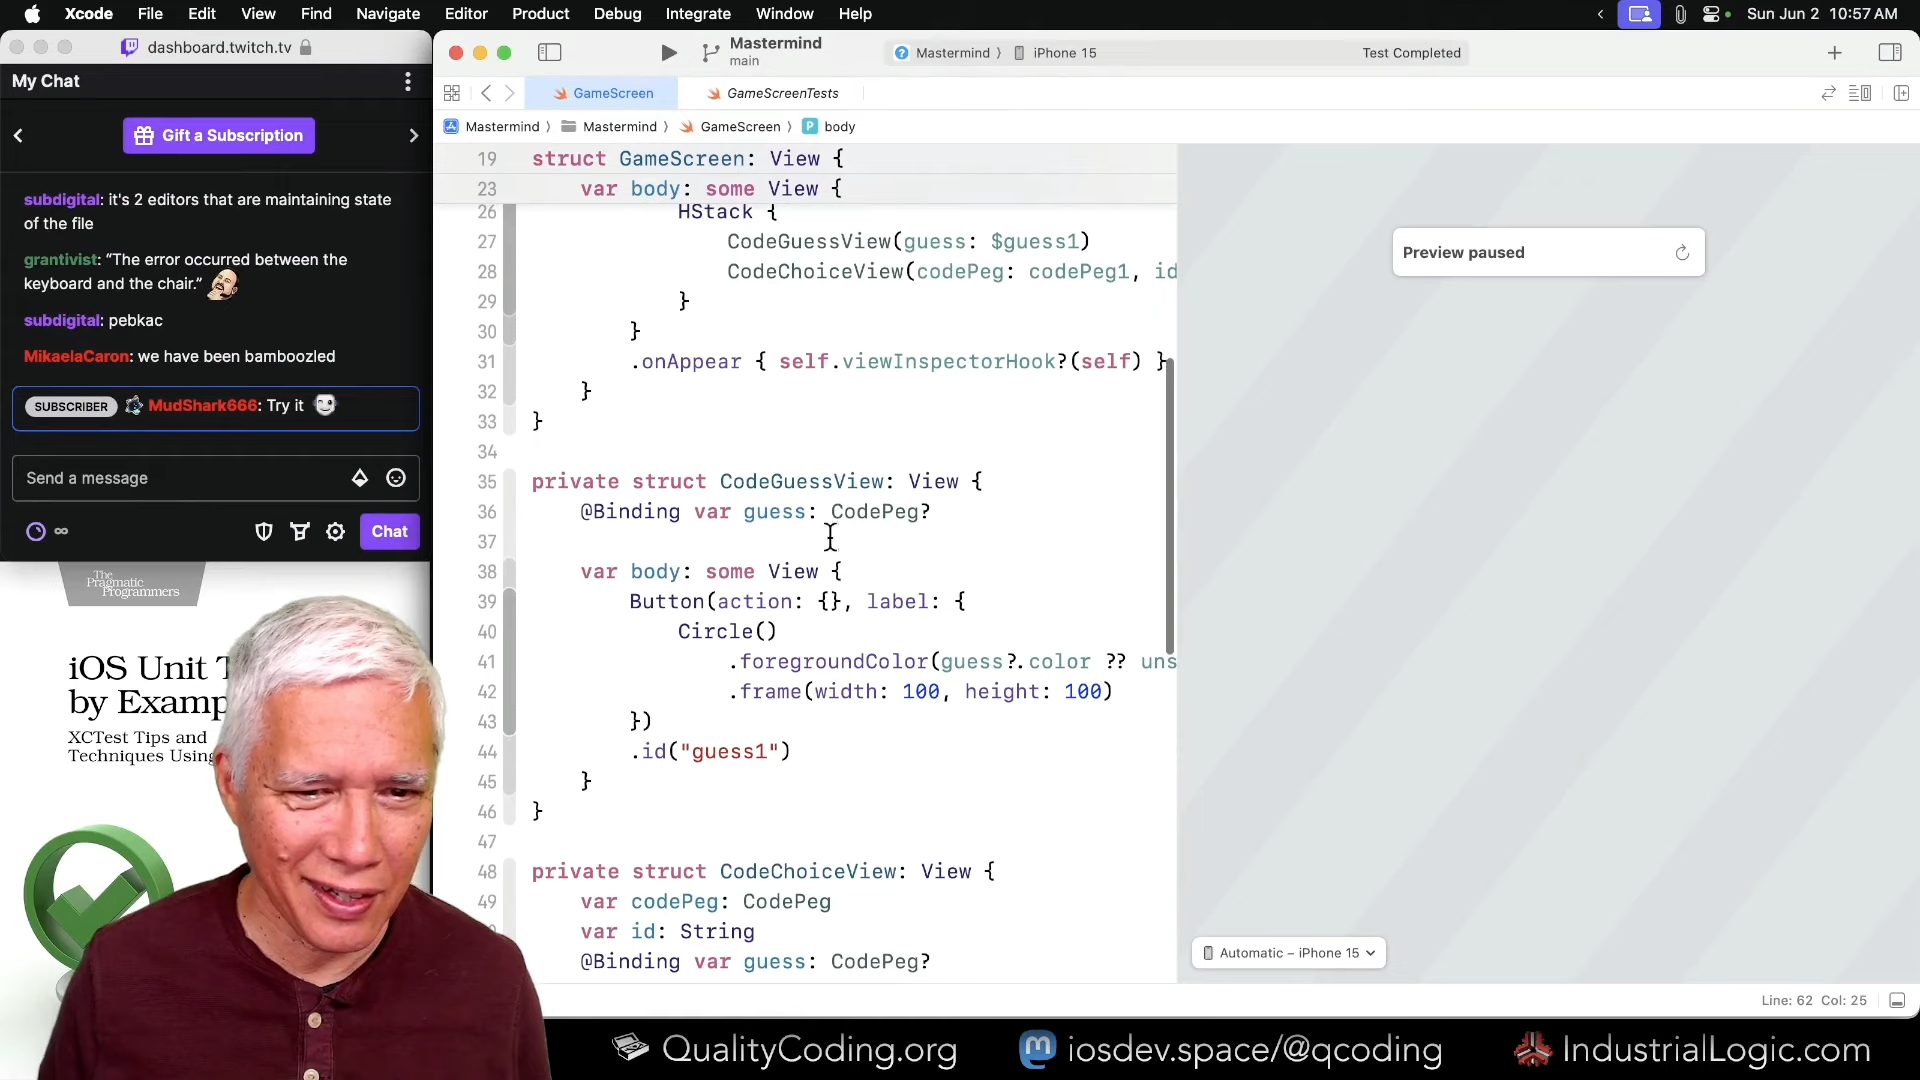 Xcode File Edit View Find Navigate Editor Product Debug Integrate Window Help
Sun Jun 2 10:57 AM
dashboard.twitch.tv
My Chat
Gift a Subscription
subdigital: it's 2 editors that are maintaining state
of the file
grantivist: “The error occurred between the
keyboard and the chair.”
subdigital: pebkac
MikaelaCaron: we have been bamboozled
SUBSCRIBER MudShark666: Try it
Send a message
∞
Chat
The
Pragmatic
Programmers
iOS Unit T
by Examp
XCTest Tips and
Techniques Using
Mastermind
main
Mastermind 〉 iPhone 15
Test Completed
GameScreen
GameScreenTests
Mastermind 〉 Mastermind 〉 GameScreen 〉 P body
19 struct GameScreen: View {
23 var body: some View {
26 HStack {
27 CodeGuessView(guess: $guess1)
28 CodeChoiceView(codePeg: codePeg1, id
29 }
30 }
31 .onAppear { self.viewInspectorHook?(self) }
32 }
33 }
34
35 private struct CodeGuessView: View {
36 @Binding var guess: CodePeg?
37
38 var body: some View {
39 Button(action: {}, label: {
40 Circle()
41 .foregroundColor(guess?.color ?? uns
42 .frame(width: 100, height: 100)
43 })
44 .id("guess1")
45 }
46 }
47
48 private struct CodeChoiceView: View {
49 var codePeg: CodePeg
var id: String
@Binding var guess: CodePeg?
Preview paused
Automatic – iPhone 15
Line: 62 Col: 25
QualityCoding.org
iosdev.space/@qcoding
IndustrialLogic.com